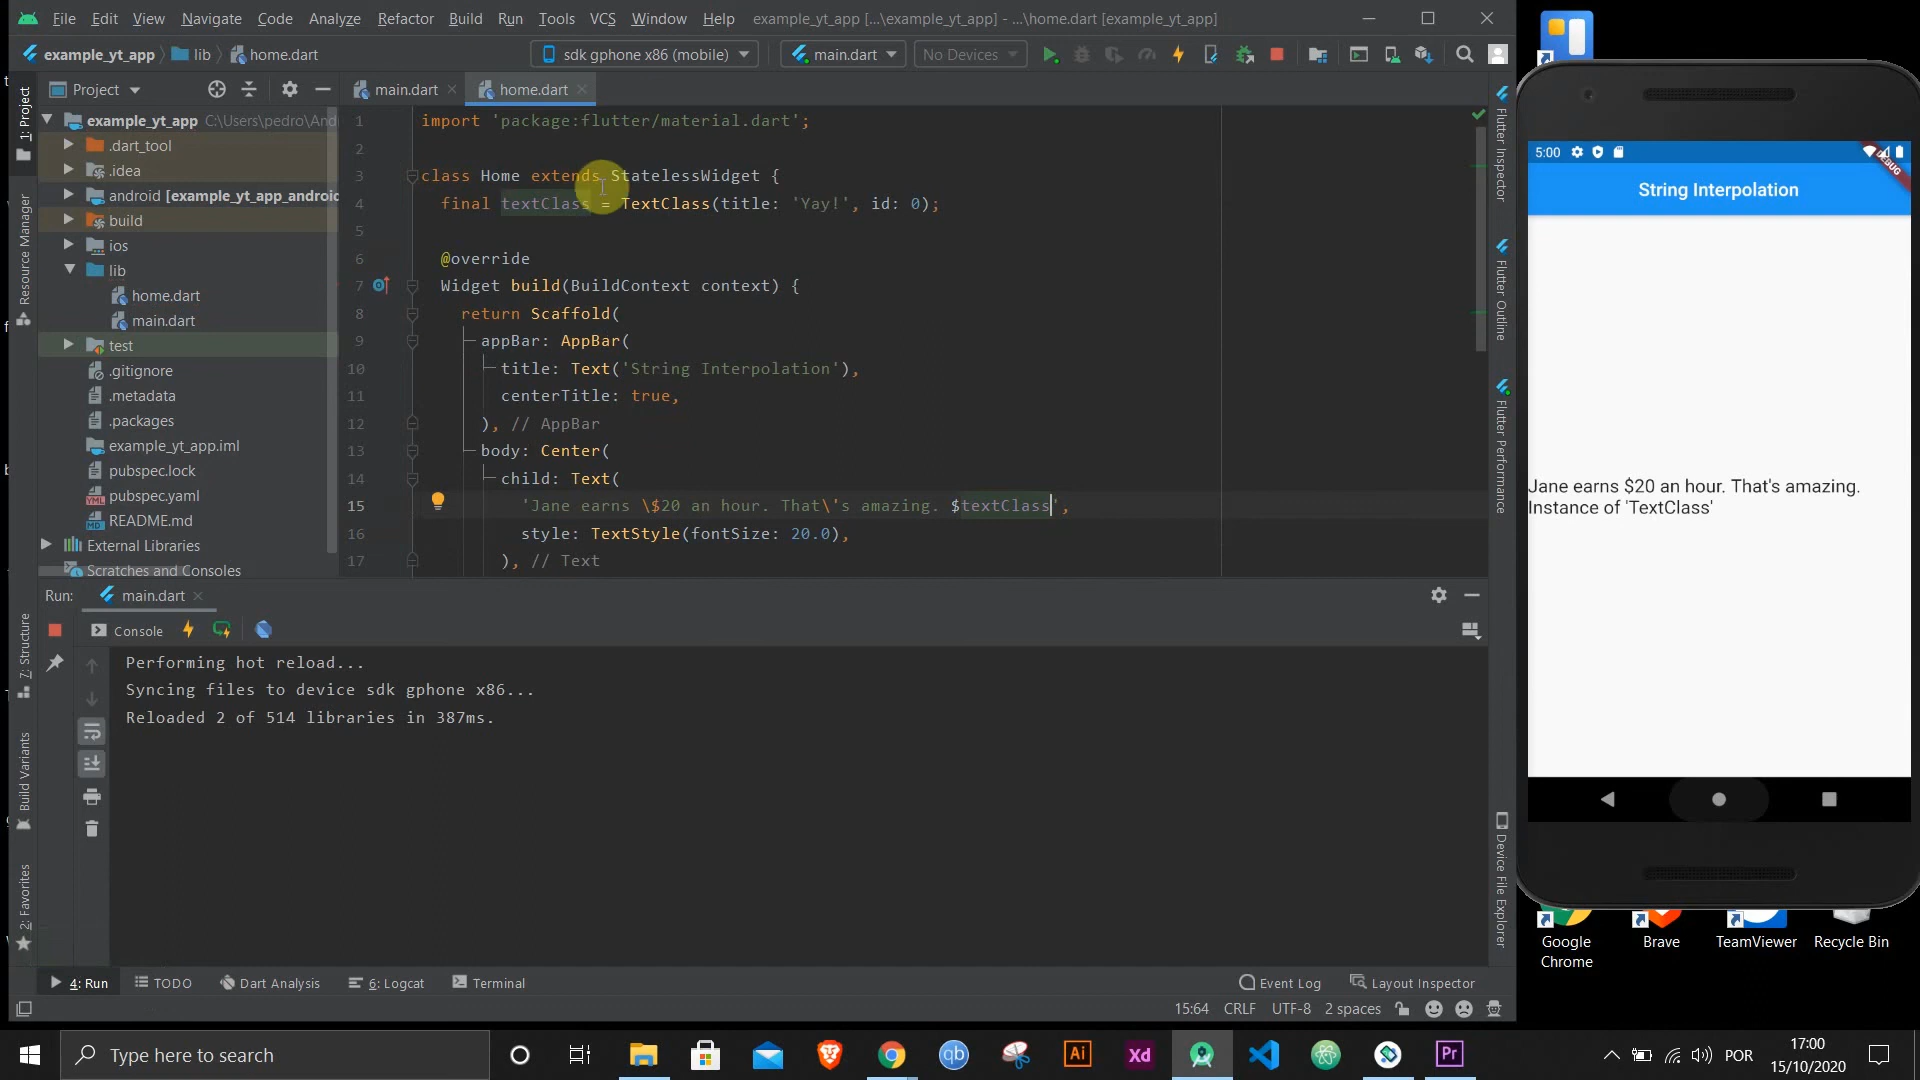 File Edit View Navigate Code Analyze Refactor Build Run Tools VCS Window Help example_yt_app [...\example_yt_app] - ...\home.dart [example_yt_app]
example_yt_app lib home.dart sdk gphone x86 (mobile) main.dart No Devices
1: Project
Resource Manager
7: Structure
Build Variants
2: Favorites
Project
example_yt_app C:\Users\pedro\And
.dart_tool
.idea
android [example_yt_app_android
build
ios
lib
home.dart
main.dart
test
.gitignore
.metadata
.packages
example_yt_app.iml
pubspec.lock
pubspec.yaml
README.md
External Libraries
Scratches and Consoles
main.dart home.dart
1 import 'package:flutter/material.dart';
2
3 class Home extends StatelessWidget {
4 final textClass = TextClass(title: 'Yay!', id: 0);
5
6 @override
7 Widget build(BuildContext context) {
8 return Scaffold(
9 appBar: AppBar(
10 title: Text('String Interpolation'),
11 centerTitle: true,
12 ), // AppBar
13 body: Center(
14 child: Text(
15 'Jane earns \$20 an hour. That\'s amazing. $textClass',
16 style: TextStyle(fontSize: 20.0),
17 ), // Text
Flutter Inspector
Flutter Outline
Flutter Performance
Device File Explorer
Run: main.dart
Console
Performing hot reload...
Syncing files to device sdk gphone x86...
Reloaded 2 of 514 libraries in 387ms.
4: Run TODO Dart Analysis 6: Logcat Terminal Event Log Layout Inspector
15:64 CRLF UTF-8 2 spaces
5:00
DEBUG
String Interpolation
Jane earns $20 an hour. That's amazing.
Instance of 'TextClass'
Google Chrome
Brave
TeamViewer
Recycle Bin
Type here to search
qb
Ai
Xd
Pr
POR
17:00
15/10/2020